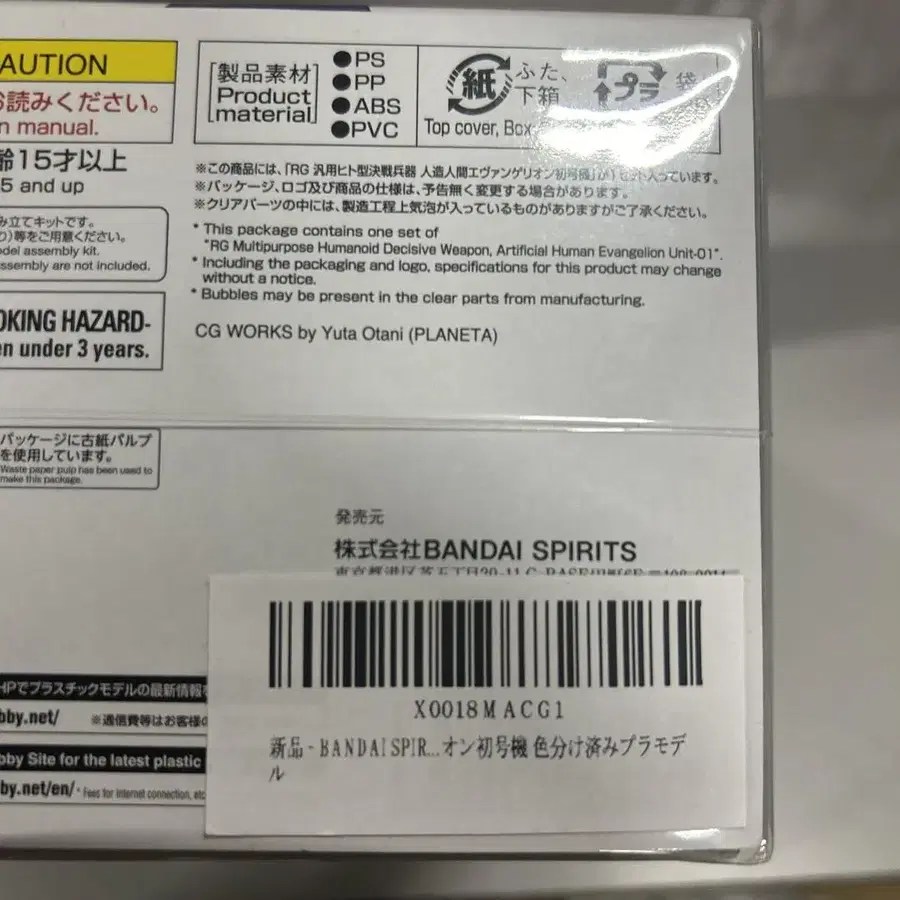 AUTION
お読みください。
n manual.
齢15才以上
5 and up
み立てキットです。
)等をご用意ください。
odel assembly kit.
assembly are not included.
OKING HAZARD-
en under 3 years.
パッケージに古紙パルプ
を使用しています。
Waste paper pulp has been used to
make this package.
[製品素材
Product
material]
●PS
●PP
●ABS
●PVC
紙
ふた、
下箱
プラ
袋
Top cover, Box
※この商品には、「RG 汎用ヒト型決戦兵器 人造人間エヴァンゲリオン初号機」が1セット入っています。
※パッケージ、ロゴ及び商品の仕様は、予告無く変更する場合があります。
※クリアパーツの中には、製造工程上気泡が入っているものがありますがご了承ください。
* This package contains one set of
"RG Multipurpose Humanoid Decisive Weapon, Artificial Human Evangelion Unit-01".
* Including the packaging and logo, specifications for this product may change
without a notice.
* Bubbles may be present in the clear parts from manufacturing.
CG WORKS by Yuta Otani (PLANETA)
発売元
株式会社BANDAI SPIRITS
HPでプラスチックモデルの最新情報を
bby.net/ ※通信費等はお客様の
bby Site for the latest plastic
bby.net/en/ * Fees for internet connection, etc
X0018MACG1
新品 - BANDAI SPIR...オン初号機 色分け済みプラモデ
ル